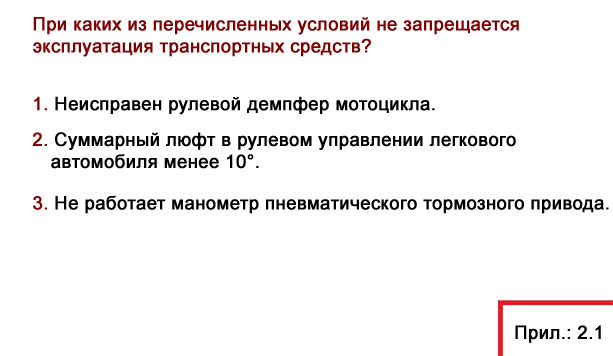 При каких из перечисленных условий не запрещается
эксплуатация транспортных средств?
1. Неисправен рулевой демпфер мотоцикла.
2. Суммарный люфт в рулевом управлении легкового
автомобиля менее 10°.
3. Не работает манометр пневматического тормозного привода.
Прил.: 2.1